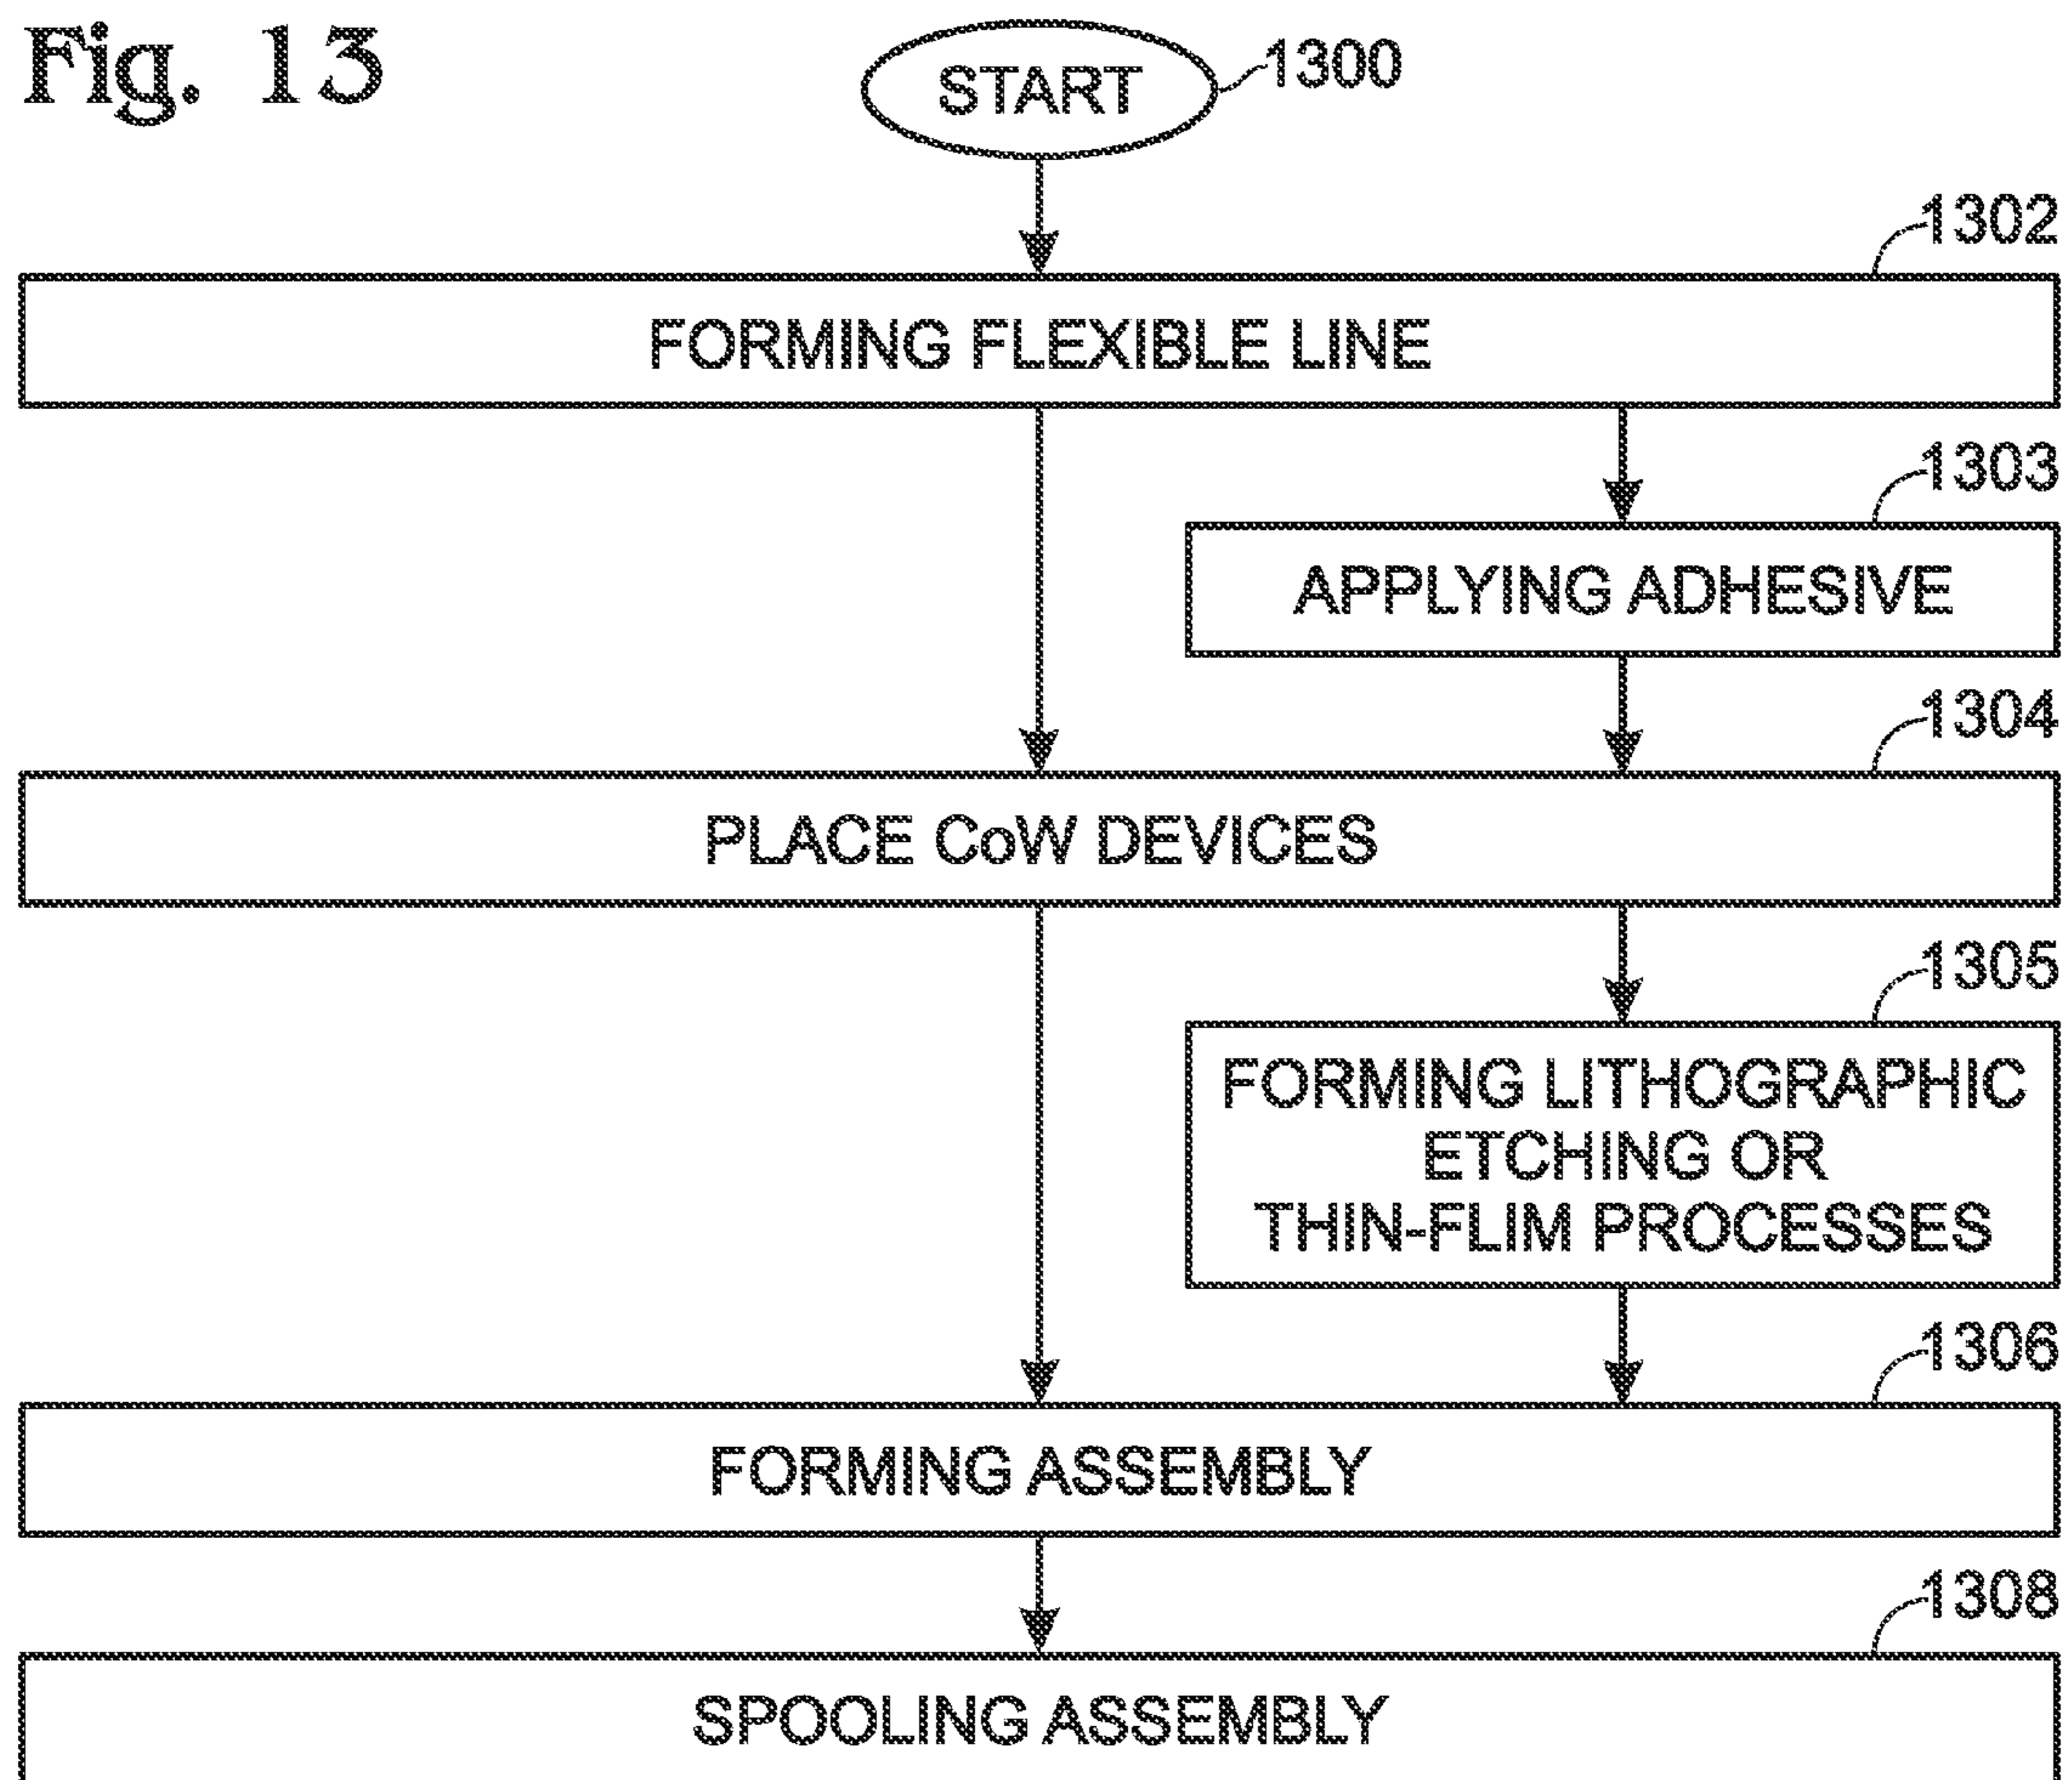 Fig. 13
START
1300
1302
FORMING FLEXIBLE LINE
1303
APPLYING ADHESIVE
1304
PLACE CoW DEVICES
1305
FORMING LITHOGRAPHIC
ETCHING OR
THIN-FLIM PROCESSES
1306
FORMING ASSEMBLY
1308
SPOOLING ASSEMBLY